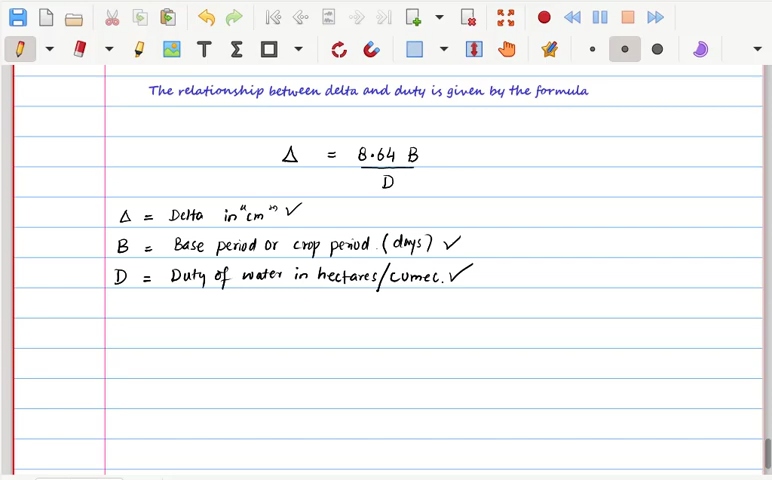 The relationship between delta and duty is given by the formula
Δ = 8.64 B
D
Δ = Delta in "cm" ✓
B = Base period or crop period. (days) ✓
D = Duty of water in hectares/cumec. ✓